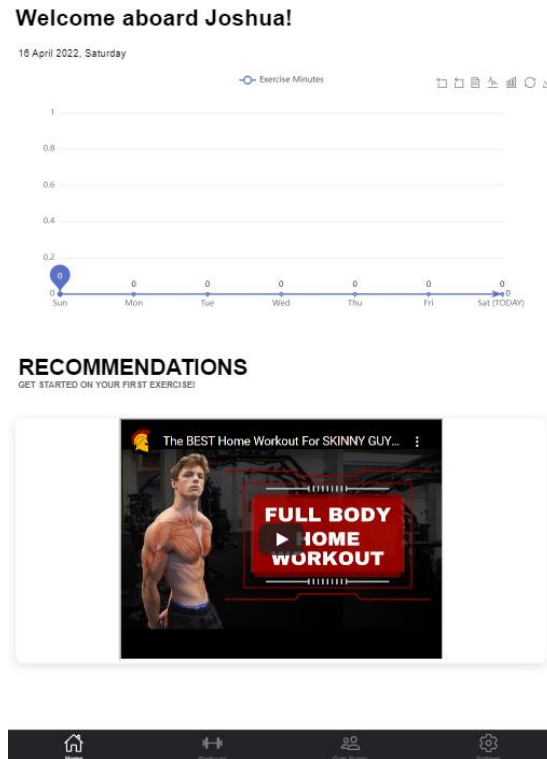 Welcome aboard Joshua!
16 April 2022, Saturday
Exercise Minutes
1
0.8
0.6
0.4
0.2
0
0 0 0 0 0 0 0 0
Sun Mon Tue Wed Thu Fri Sat (TODAY)
RECOMMENDATIONS
GET STARTED ON YOUR FIRST EXERCISE!
The BEST Home Workout For SKINNY GUY...
FULL BODY
HOME
WORKOUT
Home